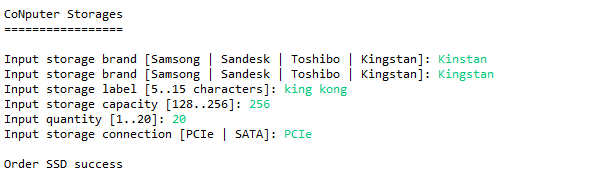 CoNputer Storages
=================
Input storage brand [Samsong | Sandesk | Toshibo | Kingstan]: Kinstan
Input storage brand [Samsong | Sandesk | Toshibo | Kingstan]: Kingstan
Input storage label [5..15 characters]: king kong
Input storage capacity [128..256]: 256
Input quantity [1..20]: 20
Input storage connection [PCIe | SATA]: PCIe
Order SSD success